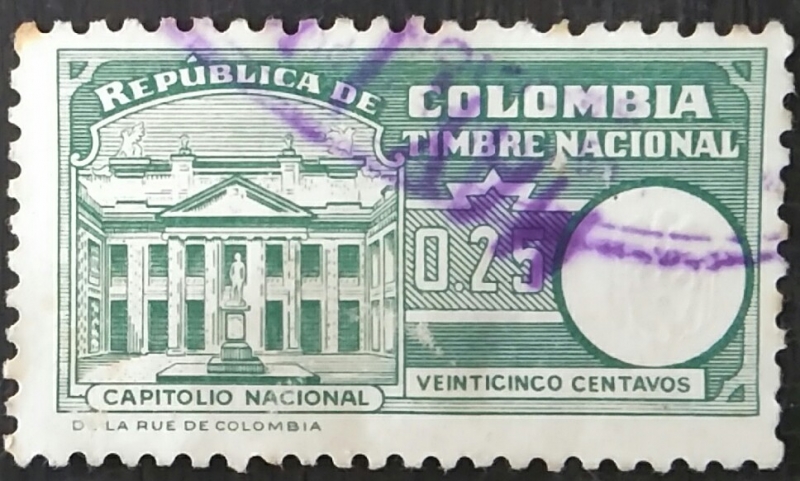 REPÚBLICA DE
COLOMBIA
TIMBRE NACIONAL
0.25
CAPITOLIO NACIONAL
VEINTICINCO CENTAVOS
LA RUE DE COLOMBIA